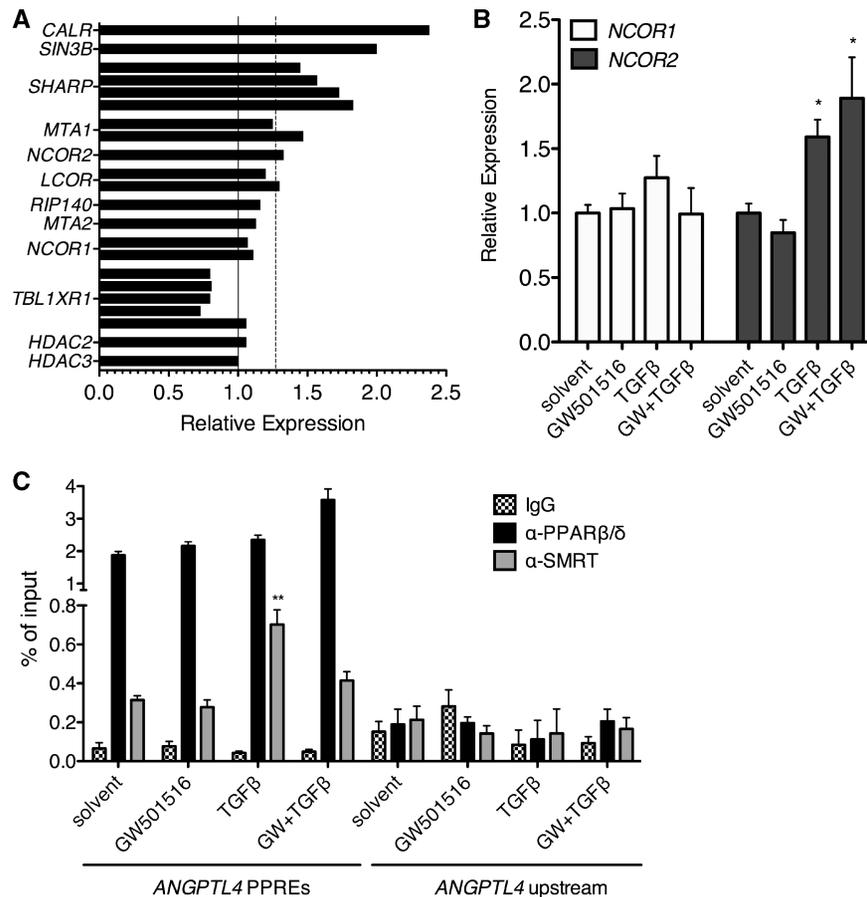 A
CALR
SIN3B
SHARP
MTA1
NCOR2
LCOR
RIP140
MTA2
NCOR1
TBL1XR1
HDAC2
HDAC3
0.0 0.5 1.0 1.5 2.0 2.5
Relative Expression
B
NCOR1
NCOR2
Relative Expression
2.5
2.0
1.5
1.0
0.5
0.0
* *
solvent GW501516 TGFβ GW+TGFβ solvent GW501516 TGFβ GW+TGFβ
C
IgG
α-PPARβ/δ
α-SMRT
% of input
4
3
2
1
0.8
0.6
0.4
0.2
0.0
**
solvent GW501516 TGFβ GW+TGFβ solvent GW501516 TGFβ GW+TGFβ
ANGPTL4 PPREs ANGPTL4 upstream